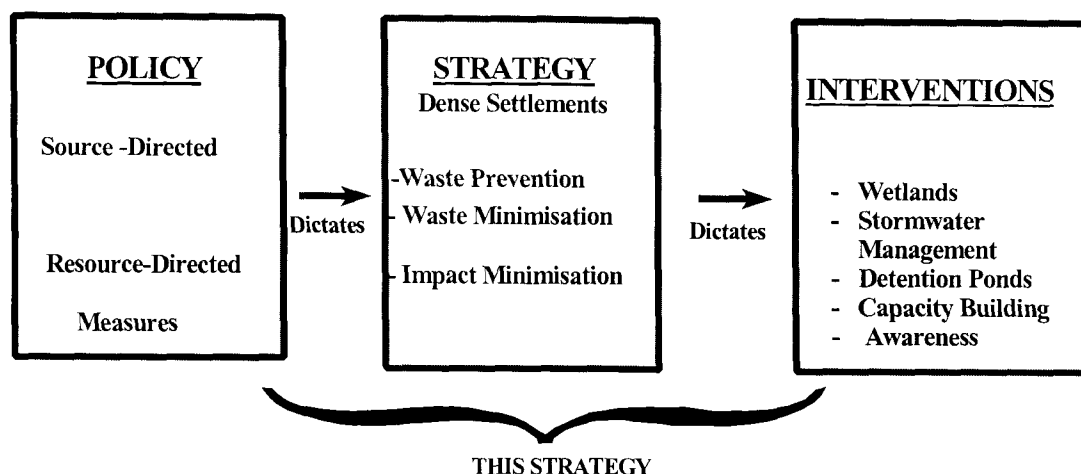 POLICY
Source -Directed
Resource-Directed
Measures
Dictates
STRATEGY
Dense Settlements
-Waste Prevention
- Waste Minimisation
- Impact Minimisation
Dictates
INTERVENTIONS
- Wetlands
- Stormwater
Management
- Detention Ponds
- Capacity Building
- Awareness
THIS STRATEGY